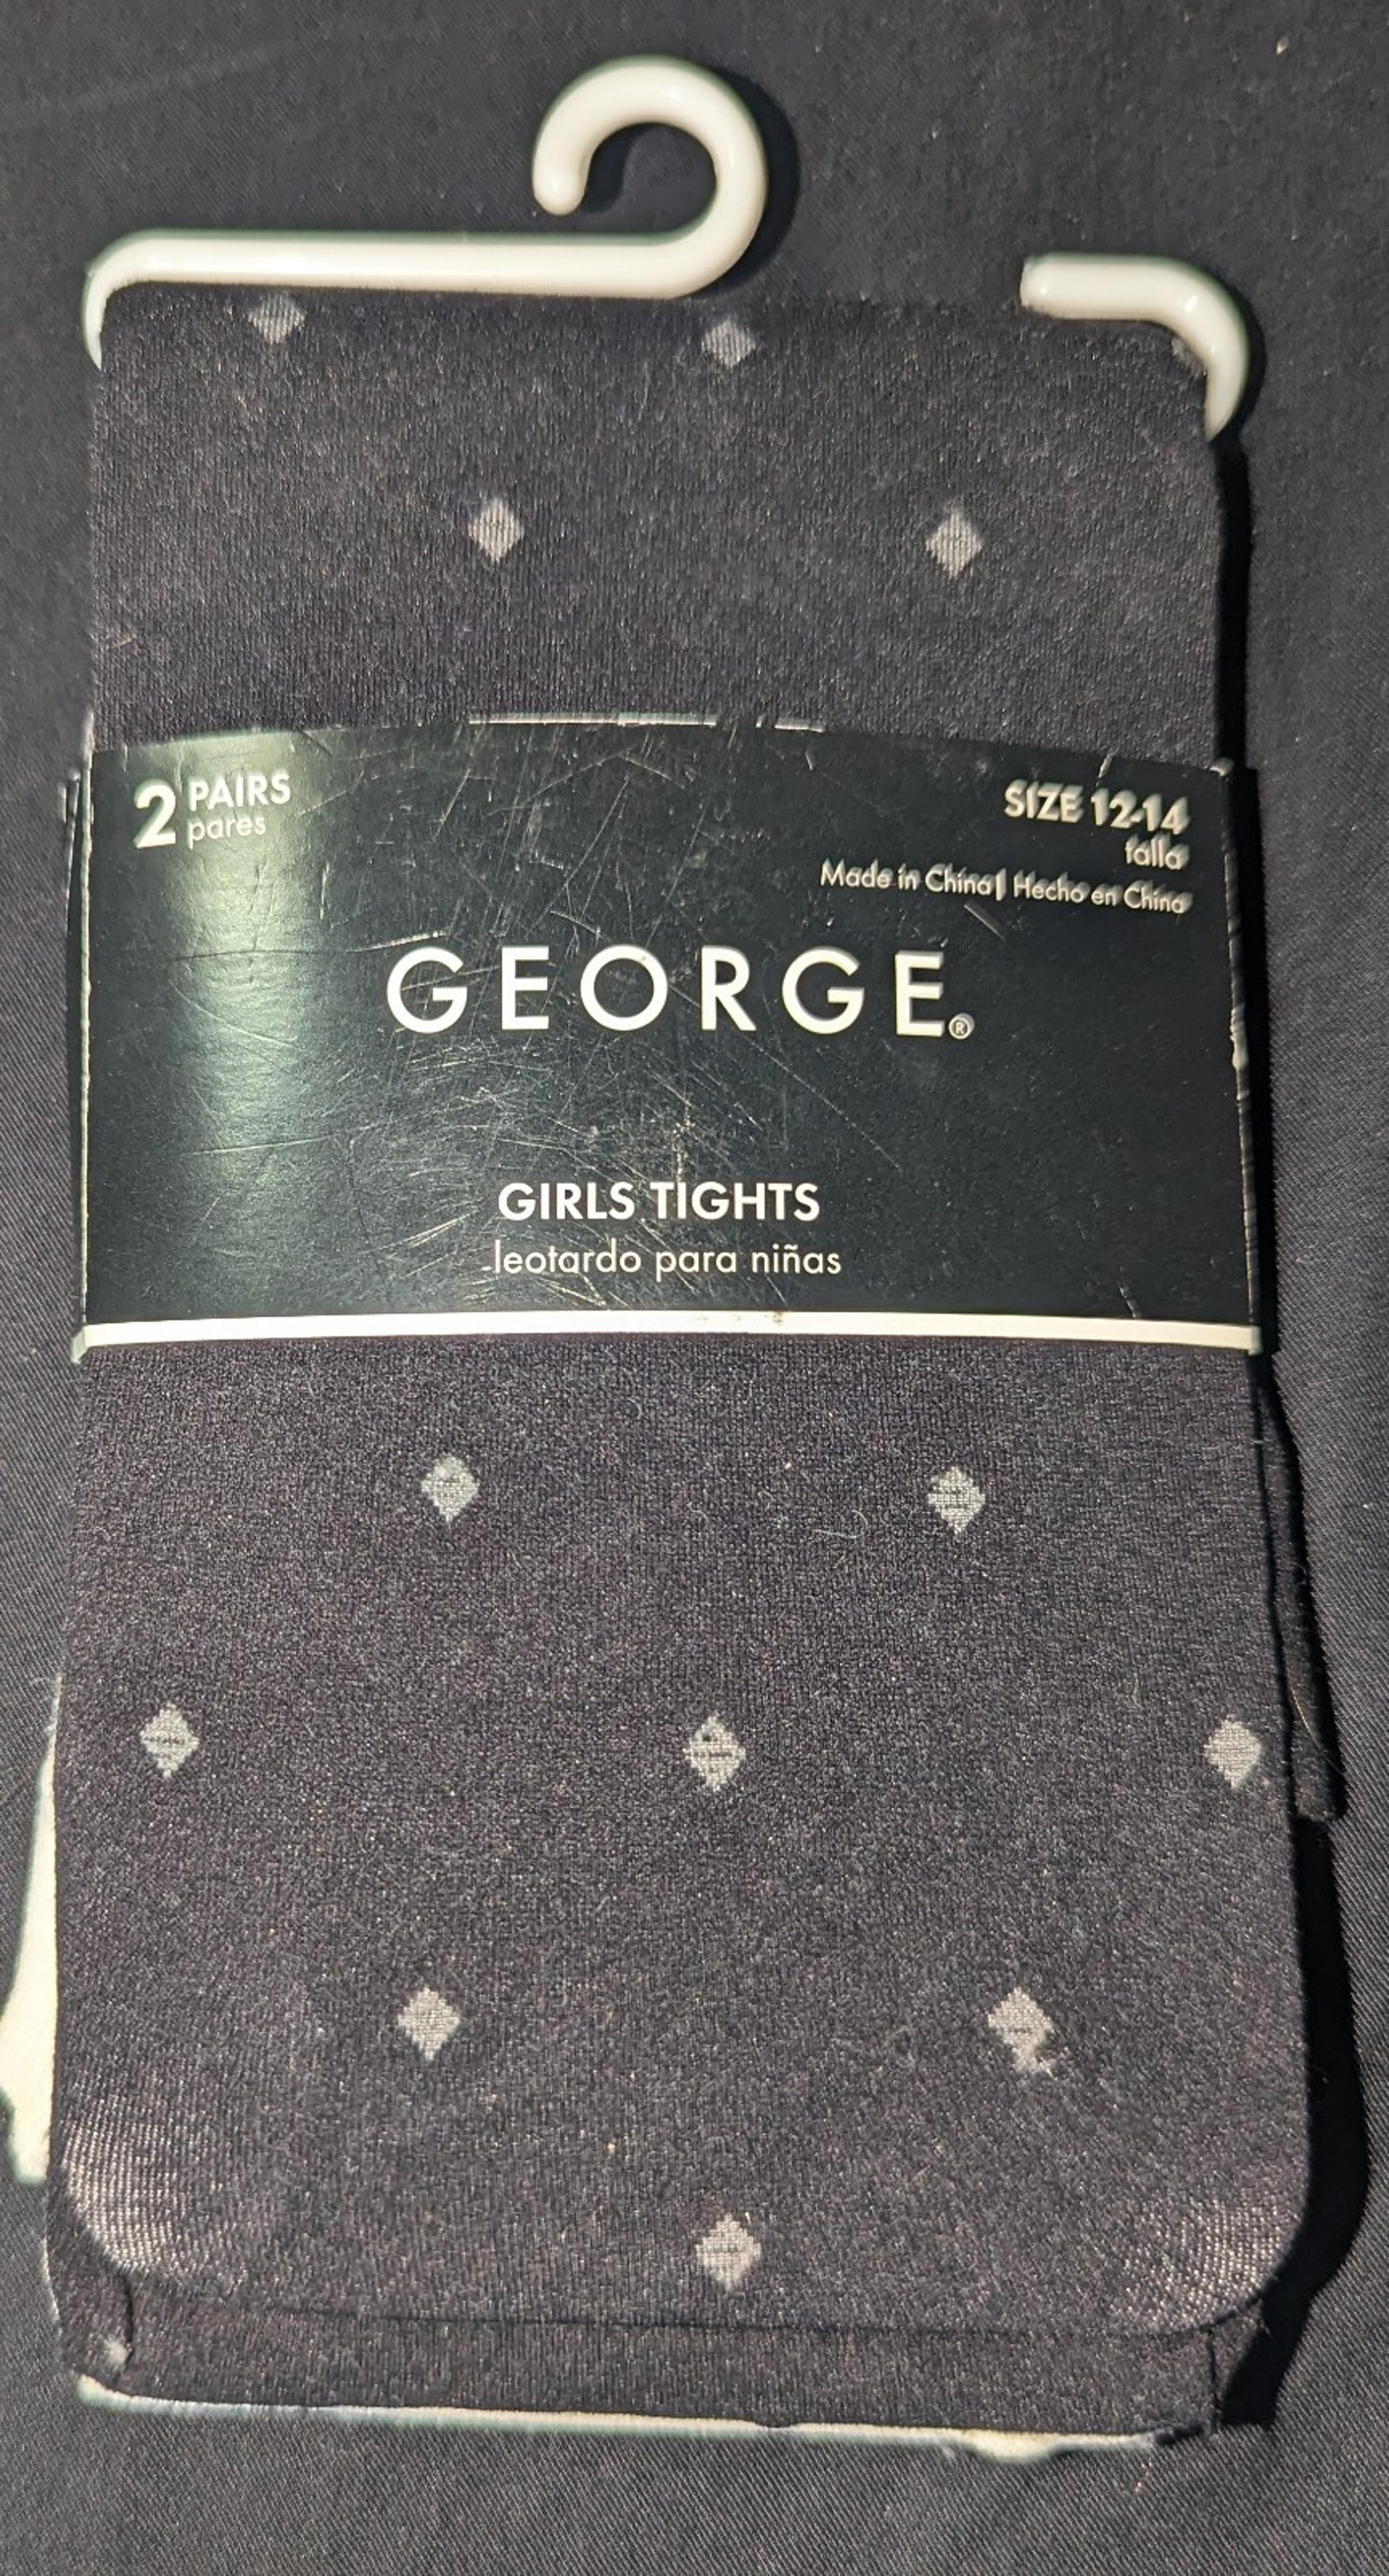 2 PAIRS
pares
SIZE 12-14
talla
Made in China | Hecho en China
GEORGE®
GIRLS TIGHTS
leotardo para niñas